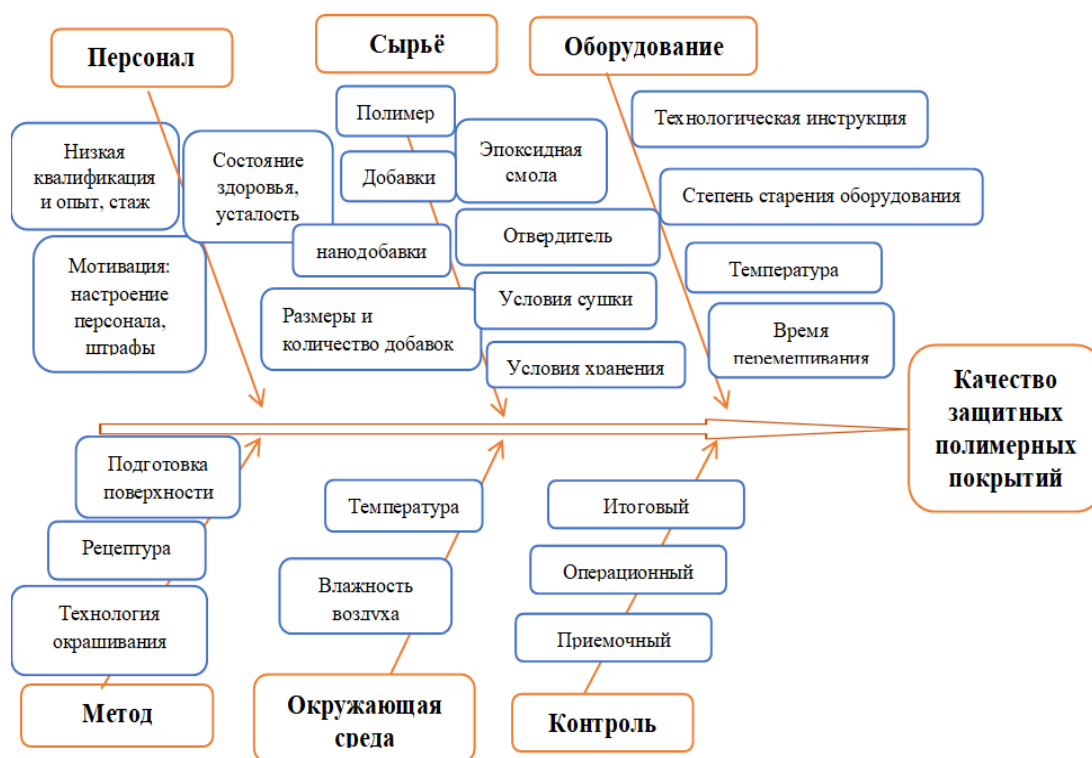 Персонал
Сырьё
Оборудование
Низкая
квалификация
и опыт, стаж
Состояние
здоровья,
усталость
Мотивация:
настроение
персонала,
штрафы
Полимер
Добавки
нанодобавки
Размеры и
количество добавок
Эпоксидная
смола
Отвердитель
Условия сушки
Условия хранения
Технологическая инструкция
Степень старения оборудования
Температура
Время
перемешивания
Качество
защитных
полимерных
покрытий
Подготовка
поверхности
Рецептура
Технология
окрашивания
Температура
Влажность
воздуха
Итоговый
Операционный
Приемочный
Метод
Окружающая
среда
Контроль